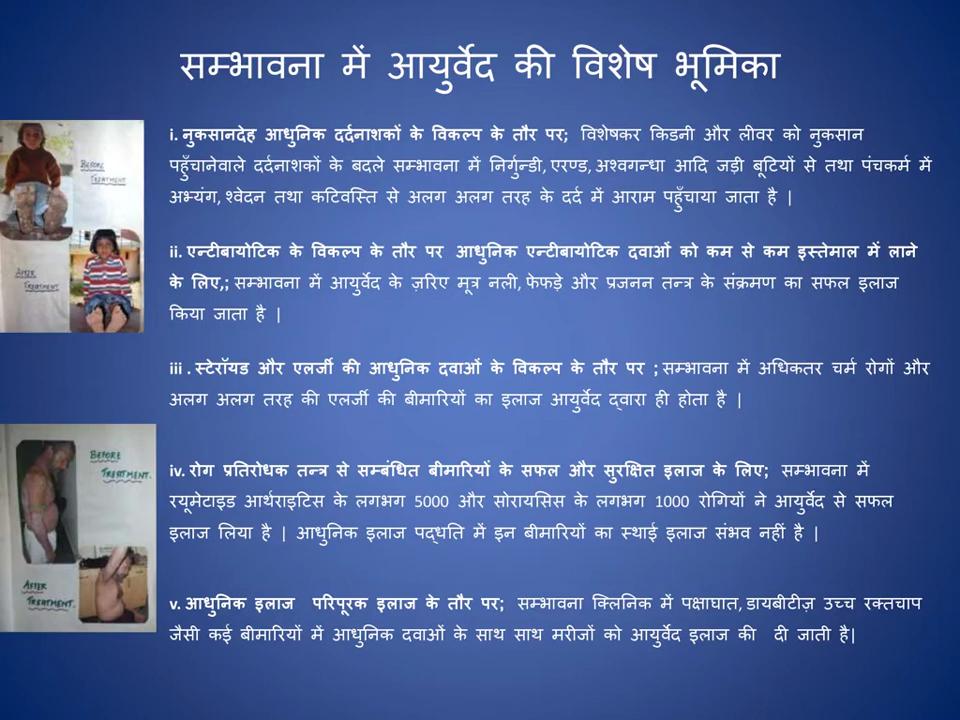 सम्भावना में आयुर्वेद की विशेष भूमिका
i. नुकसानदेह आधुनिक दर्दनाशकों के विकल्प के तौर पर; विशेषकर किडनी और लीवर को नुकसान
पहुँचानेवाले दर्दनाशकों के बदले सम्भावना में निर्गुन्डी, एरण्ड, अश्वगन्धा आदि जड़ी बूटियों से तथा पंचकर्म में
अभ्यंग, श्वेदन तथा कटिवस्ति से अलग अलग तरह के दर्द में आराम पहुँचाया जाता है |
ii. एन्टीबायोटिक के विकल्प के तौर पर आधुनिक एन्टीबायोटिक दवाओं को कम से कम इस्तेमाल में लाने
के लिए,; सम्भावना में आयुर्वेद के ज़रिए मूत्र नली, फेफड़े और प्रजनन तन्त्र के संक्रमण का सफल इलाज
किया जाता है |
iii . स्टेरॉयड और एलर्जी की आधुनिक दवाओं के विकल्प के तौर पर ; सम्भावना में अधिकतर चर्म रोगों और
अलग अलग तरह की एलर्जी की बीमारियों का इलाज आयुर्वेद द्वारा ही होता है |
iv. रोग प्रतिरोधक तन्त्र से सम्बंधित बीमारियों के सफल और सुरक्षित इलाज के लिए; सम्भावना में
रयूमेटाइड आर्थराइटिस के लगभग 5000 और सोरायसिस के लगभग 1000 रोगियों ने आयुर्वेद से सफल
इलाज लिया है | आधुनिक इलाज पद्धति में इन बीमारियों का स्थाई इलाज संभव नहीं है |
v. आधुनिक इलाज परिपूरक इलाज के तौर पर; सम्भावना क्लिनिक में पक्षाघात, डायबीटीज़ उच्च रक्तचाप
जैसी कई बीमारियों में आधुनिक दवाओं के साथ साथ मरीजों को आयुर्वेद इलाज की दी जाती है|
BEFORE
TREATMENT
AFTER
TREATMENT
BEFORE
TREATMENT.
AFTER
TREATMENT.